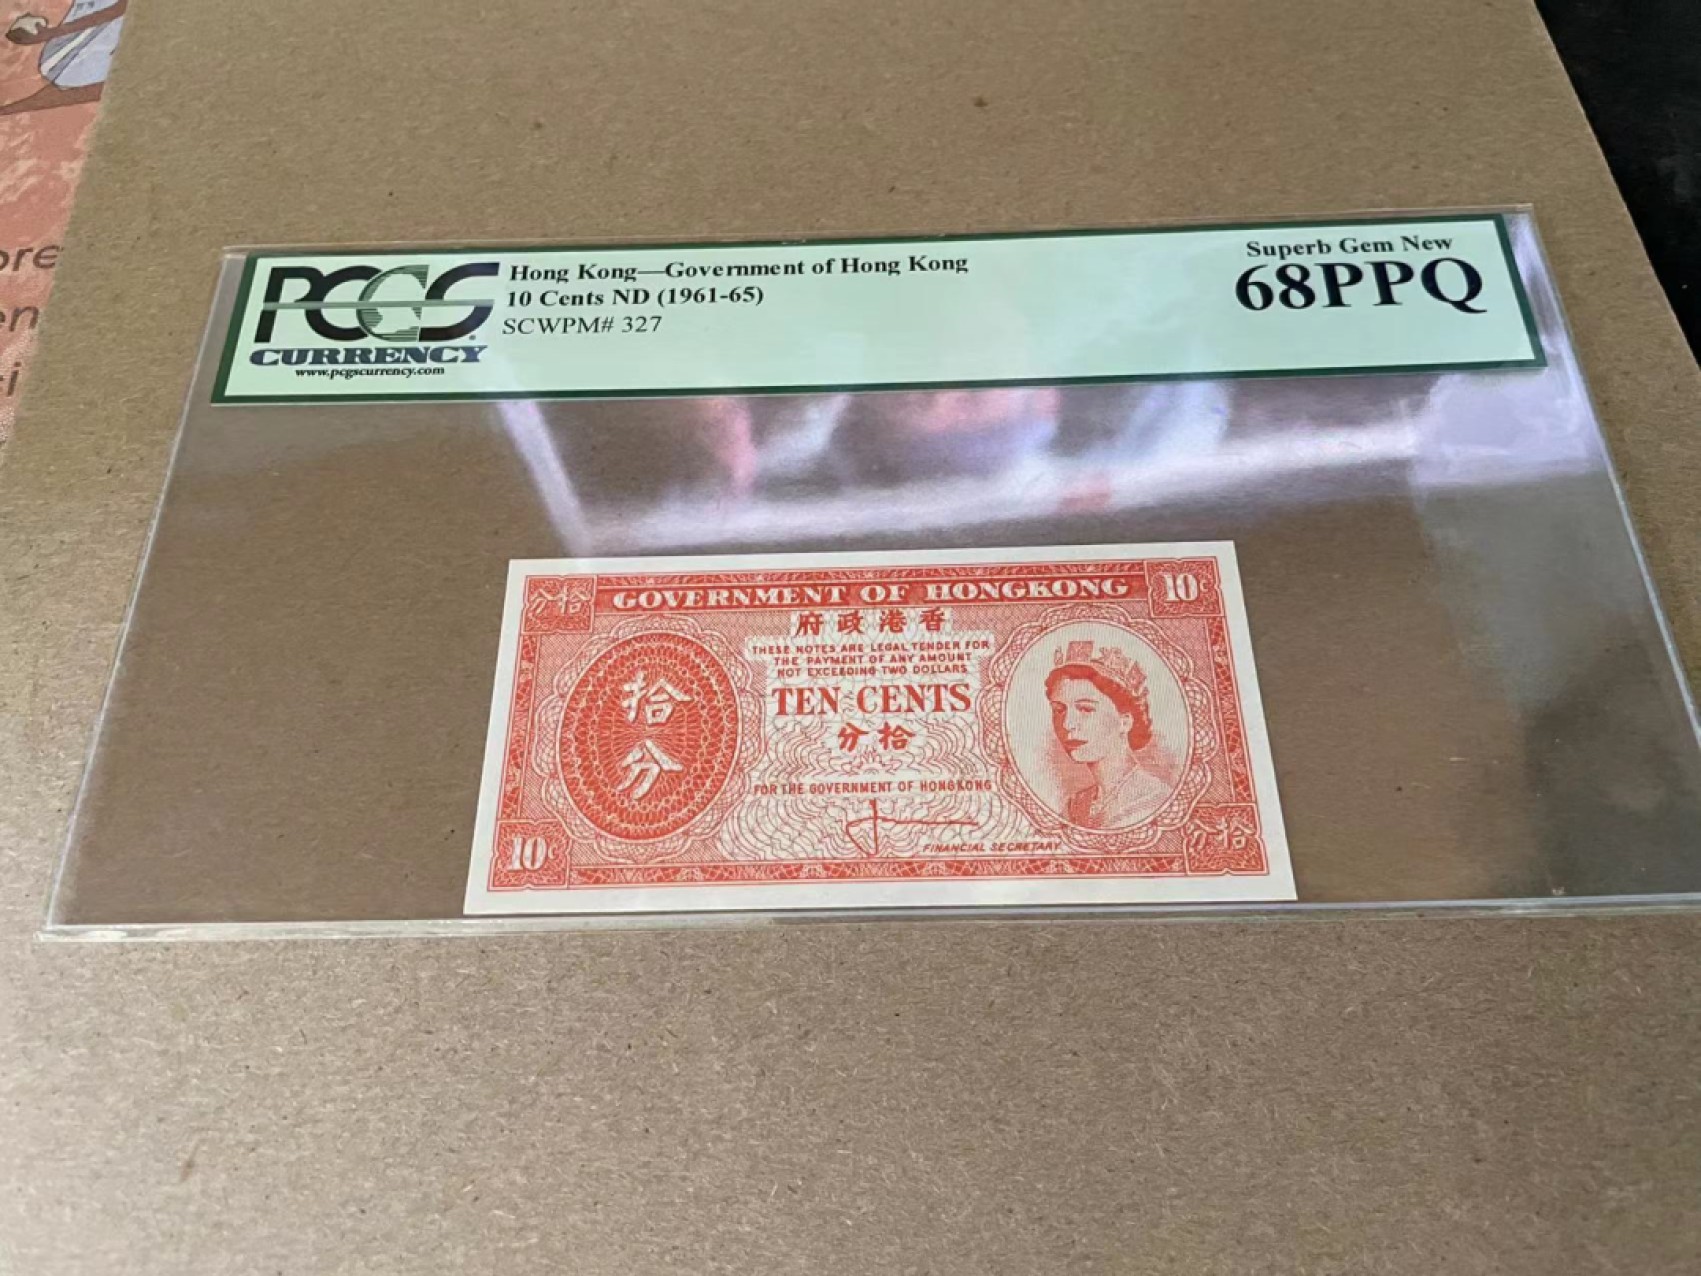 PCGS
CURRENCY
www.pcgscurrency.com
Hong Kong—Government of Hong Kong
10 Cents ND (1961-65)
SCWPM# 327
Superb Gem New
68PPQ
分拾
GOVERNMENT OF HONGKONG
10c
府政港香
THESE NOTES ARE LEGAL TENDER FOR
THE PAYMENT OF ANY AMOUNT
NOT EXCEEDING TWO DOLLARS
拾分
TEN CENTS
分拾
FOR THE GOVERNMENT OF HONGKONG
FINANCIAL SECRETARY
10c
分拾